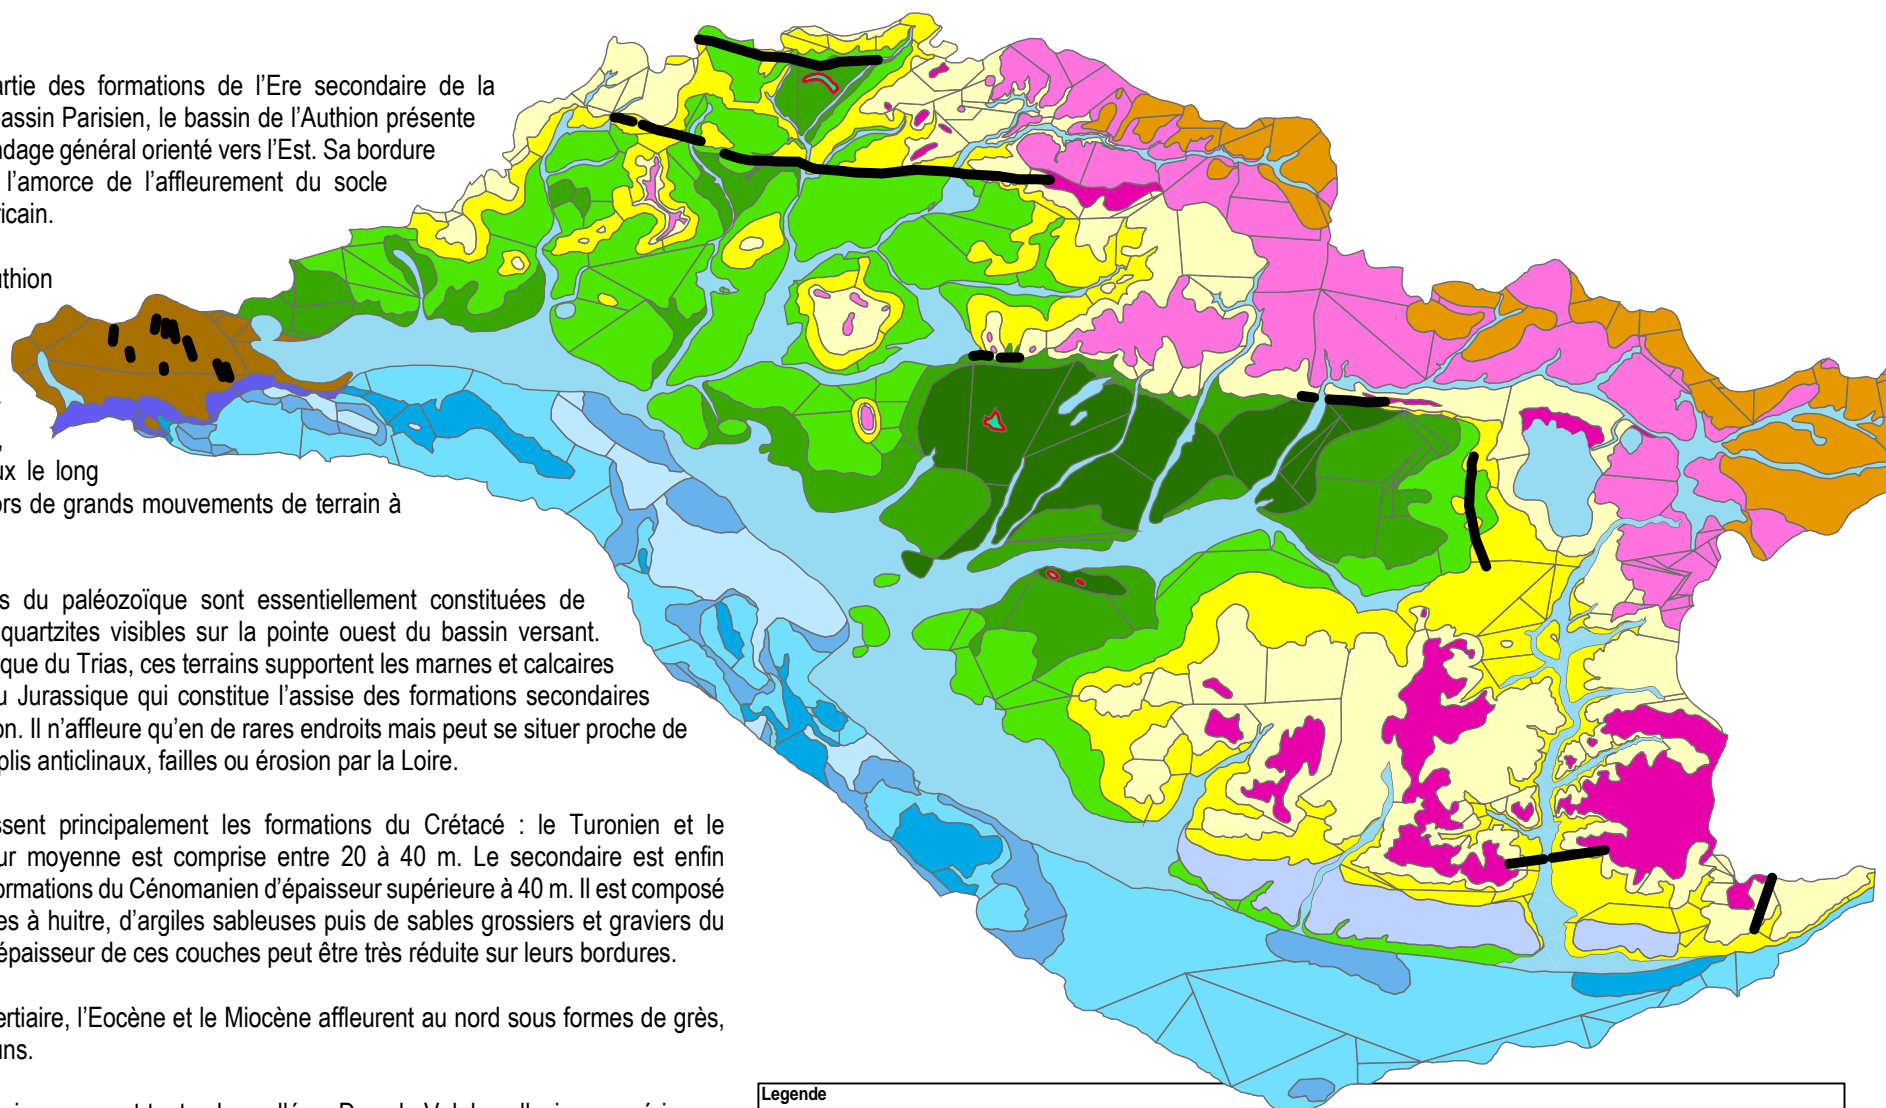 artie des formations de l’Ere secondaire de la
assin Parisien, le bassin de l’Authion présente
ndage général orienté vers l’Est. Sa bordure
l’amorce de l’affleurement du socle
ricain.
uthion
,
ux le long
ors de grands mouvements de terrain à
s du paléozoïque sont essentiellement constituées de
quartzites visibles sur la pointe ouest du bassin versant.
que du Trias, ces terrains supportent les marnes et calcaires
u Jurassique qui constitue l’assise des formations secondaires
on. Il n’affleure qu’en de rares endroits mais peut se situer proche de
plis anticlinaux, failles ou érosion par la Loire.
ssent principalement les formations du Crétacé : le Turonien et le
ur moyenne est comprise entre 20 à 40 m. Le secondaire est enfin
ormations du Cénomanien d’épaisseur supérieure à 40 m. Il est composé
es à huitre, d’argiles sableuses puis de sables grossiers et graviers du
épaisseur de ces couches peut être très réduite sur leurs bordures.
ertiaire, l’Eocène et le Miocène affleurent au nord sous formes de grès,
uns.
Legende